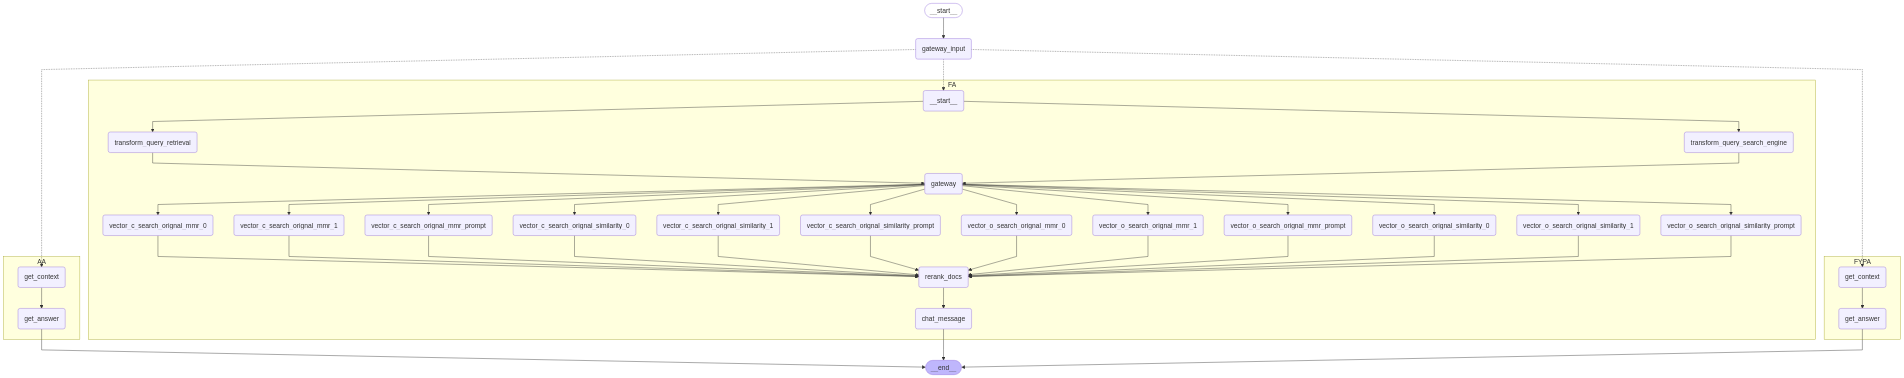 __start__
gateway_input
FA
__start__
transform_query_retrieval
transform_query_search_engine
gateway
vector_c_search_orignal_mmr_0
vector_c_search_orignal_mmr_1
vector_c_search_orignal_mmr_prompt
vector_c_search_orignal_similarity_0
vector_c_search_orignal_similarity_1
vector_c_search_orignal_similarity_prompt
vector_o_search_orignal_mmr_0
vector_o_search_orignal_mmr_1
vector_o_search_orignal_mmr_prompt
vector_o_search_orignal_similarity_0
vector_o_search_orignal_similarity_1
vector_o_search_orignal_similarity_prompt
AA
FYPA
get_context
rerank_docs
get_context
get_answer
chat_message
get_answer
__end__